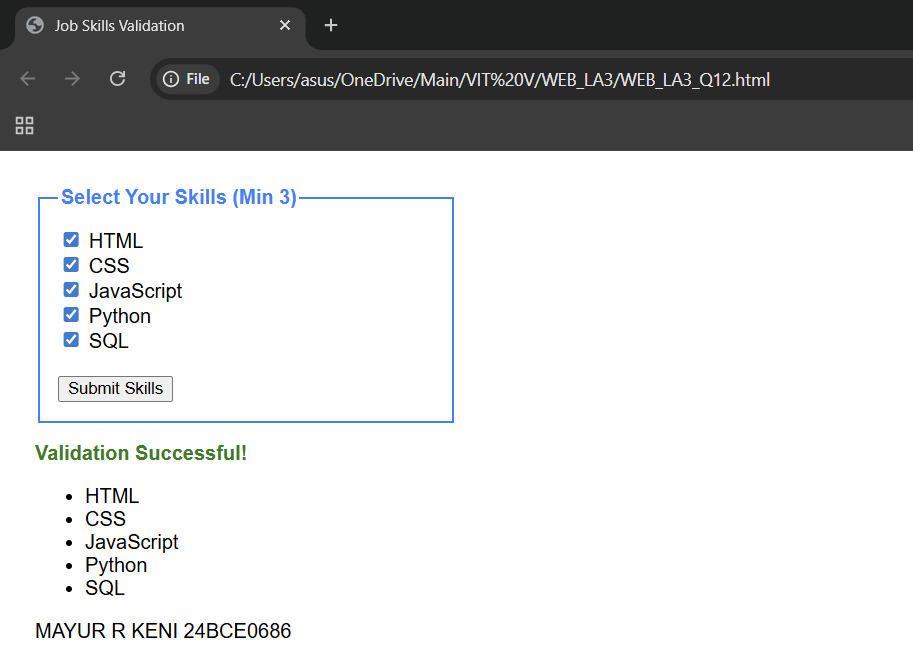 Job Skills Validation
File C:/Users/asus/OneDrive/Main/VIT%20V/WEB_LA3/WEB_LA3_Q12.html
Select Your Skills (Min 3)
HTML
CSS
JavaScript
Python
SQL
Submit Skills
Validation Successful!
• HTML
• CSS
• JavaScript
• Python
• SQL
MAYUR R KENI 24BCE0686